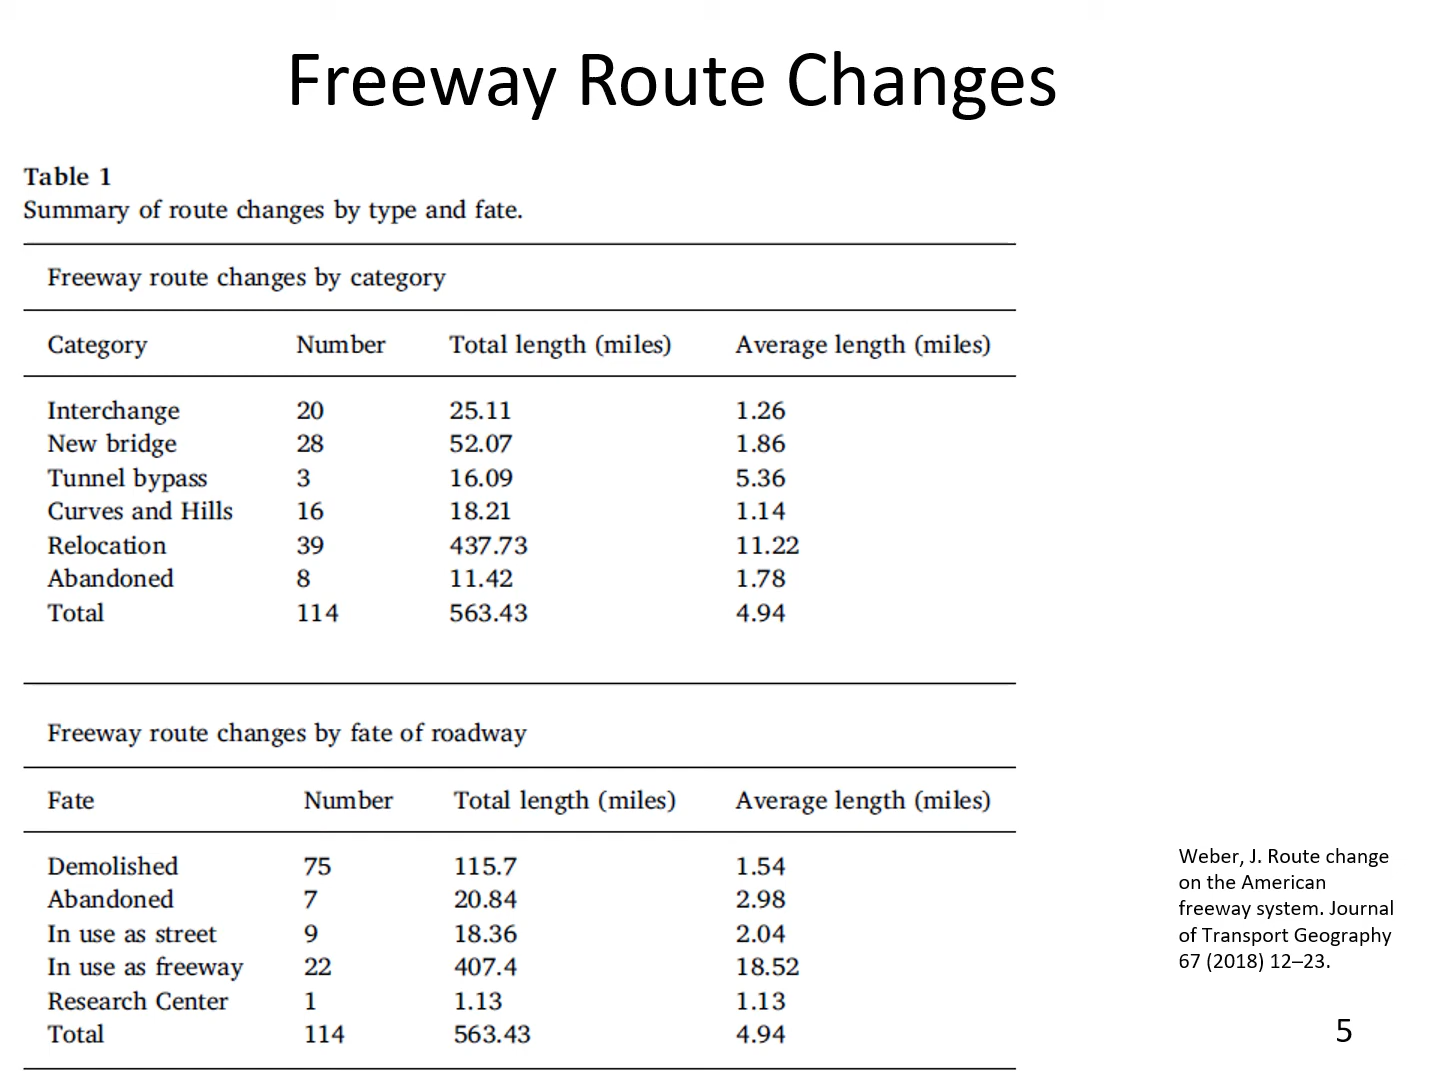 Freeway Route Changes
Table 1
Summary of route changes by type and fate.
Freeway route changes by category
Category Number Total length (miles) Average length (miles)
Interchange 20 25.11 1.26
New bridge 28 52.07 1.86
Tunnel bypass 3 16.09 5.36
Curves and Hills 16 18.21 1.14
Relocation 39 437.73 11.22
Abandoned 8 11.42 1.78
Total 114 563.43 4.94
Freeway route changes by fate of roadway
Fate Number Total length (miles) Average length (miles)
Demolished 75 115.7 1.54
Abandoned 7 20.84 2.98
In use as street 9 18.36 2.04
In use as freeway 22 407.4 18.52
Research Center 1 1.13 1.13
Total 114 563.43 4.94
Weber, J. Route change
on the American
freeway system. Journal
of Transport Geography
67 (2018) 12–23.
5